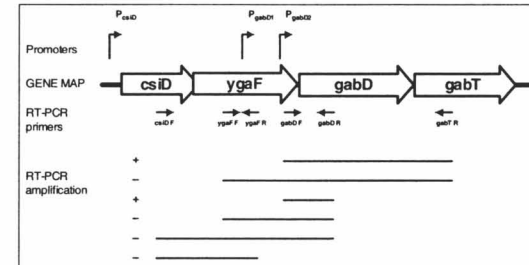 PcsiD PgabD1 PgabD2
Promoters
GENE MAP csiD ygaF gabD gabT
RT-PCR
primers
csiD F ygaF F ygaF R gabD F gabD R gabT R
+
-
RT-PCR
amplification
+
-
-
-